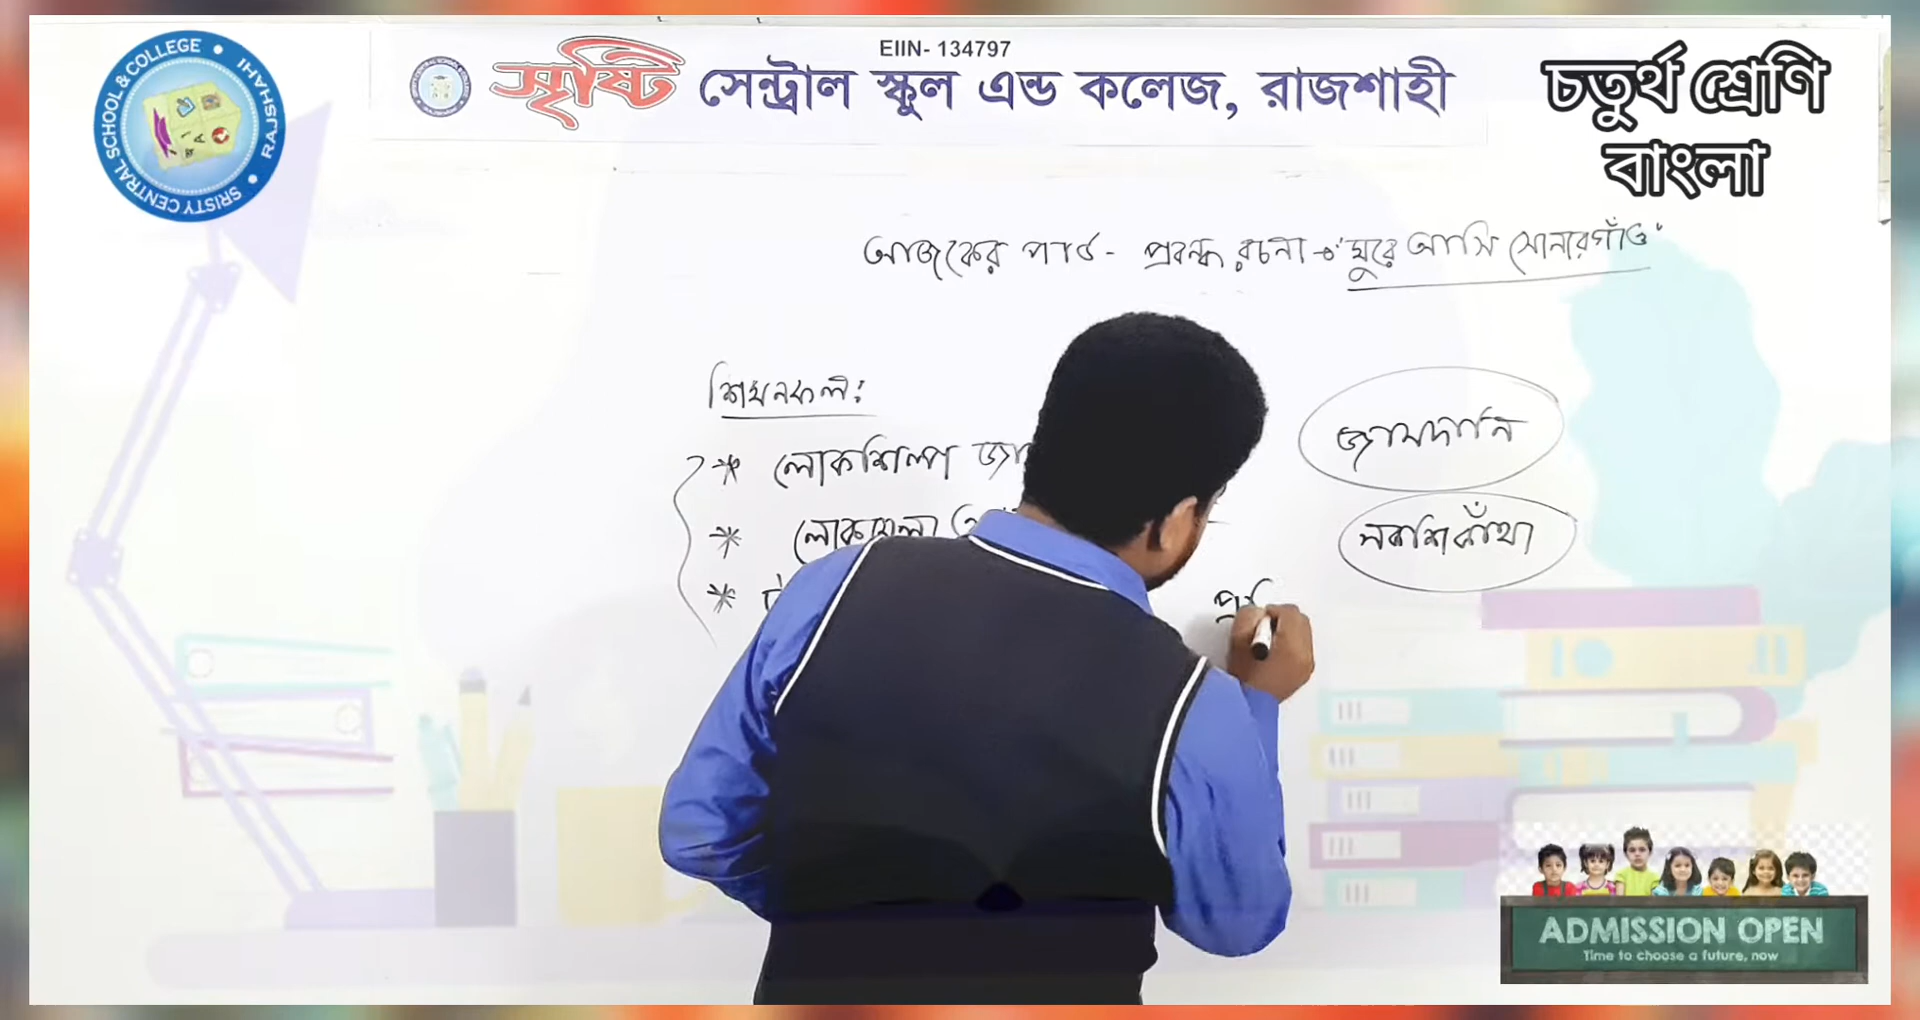 SRISTY CENTRAL SCHOOL & COLLEGE • RAJSHAHI •
EIIN- 134797
সৃষ্টি সেন্ট্রাল স্কুল এন্ড কলেজ, রাজশাহী
চতুর্থ শ্রেণি
বাংলা
আজকের পাঠ - প্রবন্ধ রচনা → 'ঘুরে আসি সোনারগাঁও'
শিখনফল:
* লোকশিল্প
* লোকমেলা
*
জামদানি
নকশিকাঁথা
ADMISSION OPEN
Time to choose a future, now